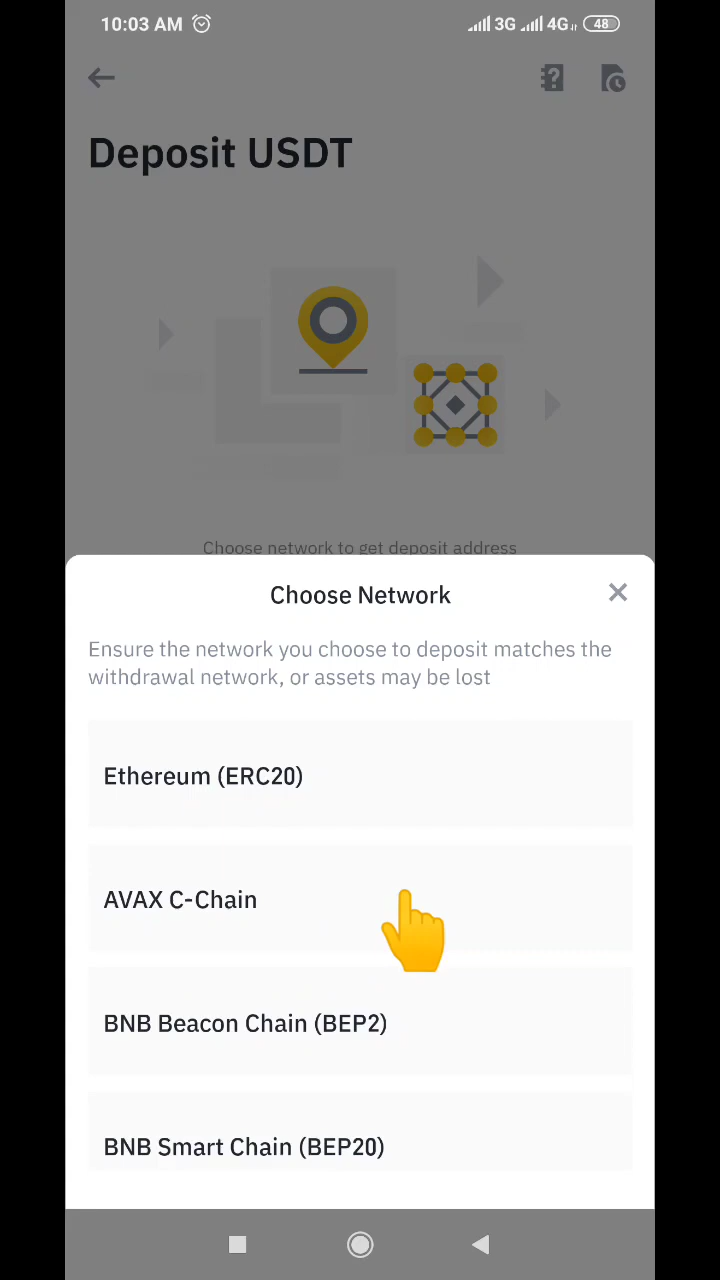 10:03 AM 3G 4G 48
Deposit USDT
Choose network to get deposit address
Choose Network
Ensure the network you choose to deposit matches the
withdrawal network, or assets may be lost
Ethereum (ERC20)
AVAX C-Chain
BNB Beacon Chain (BEP2)
BNB Smart Chain (BEP20)